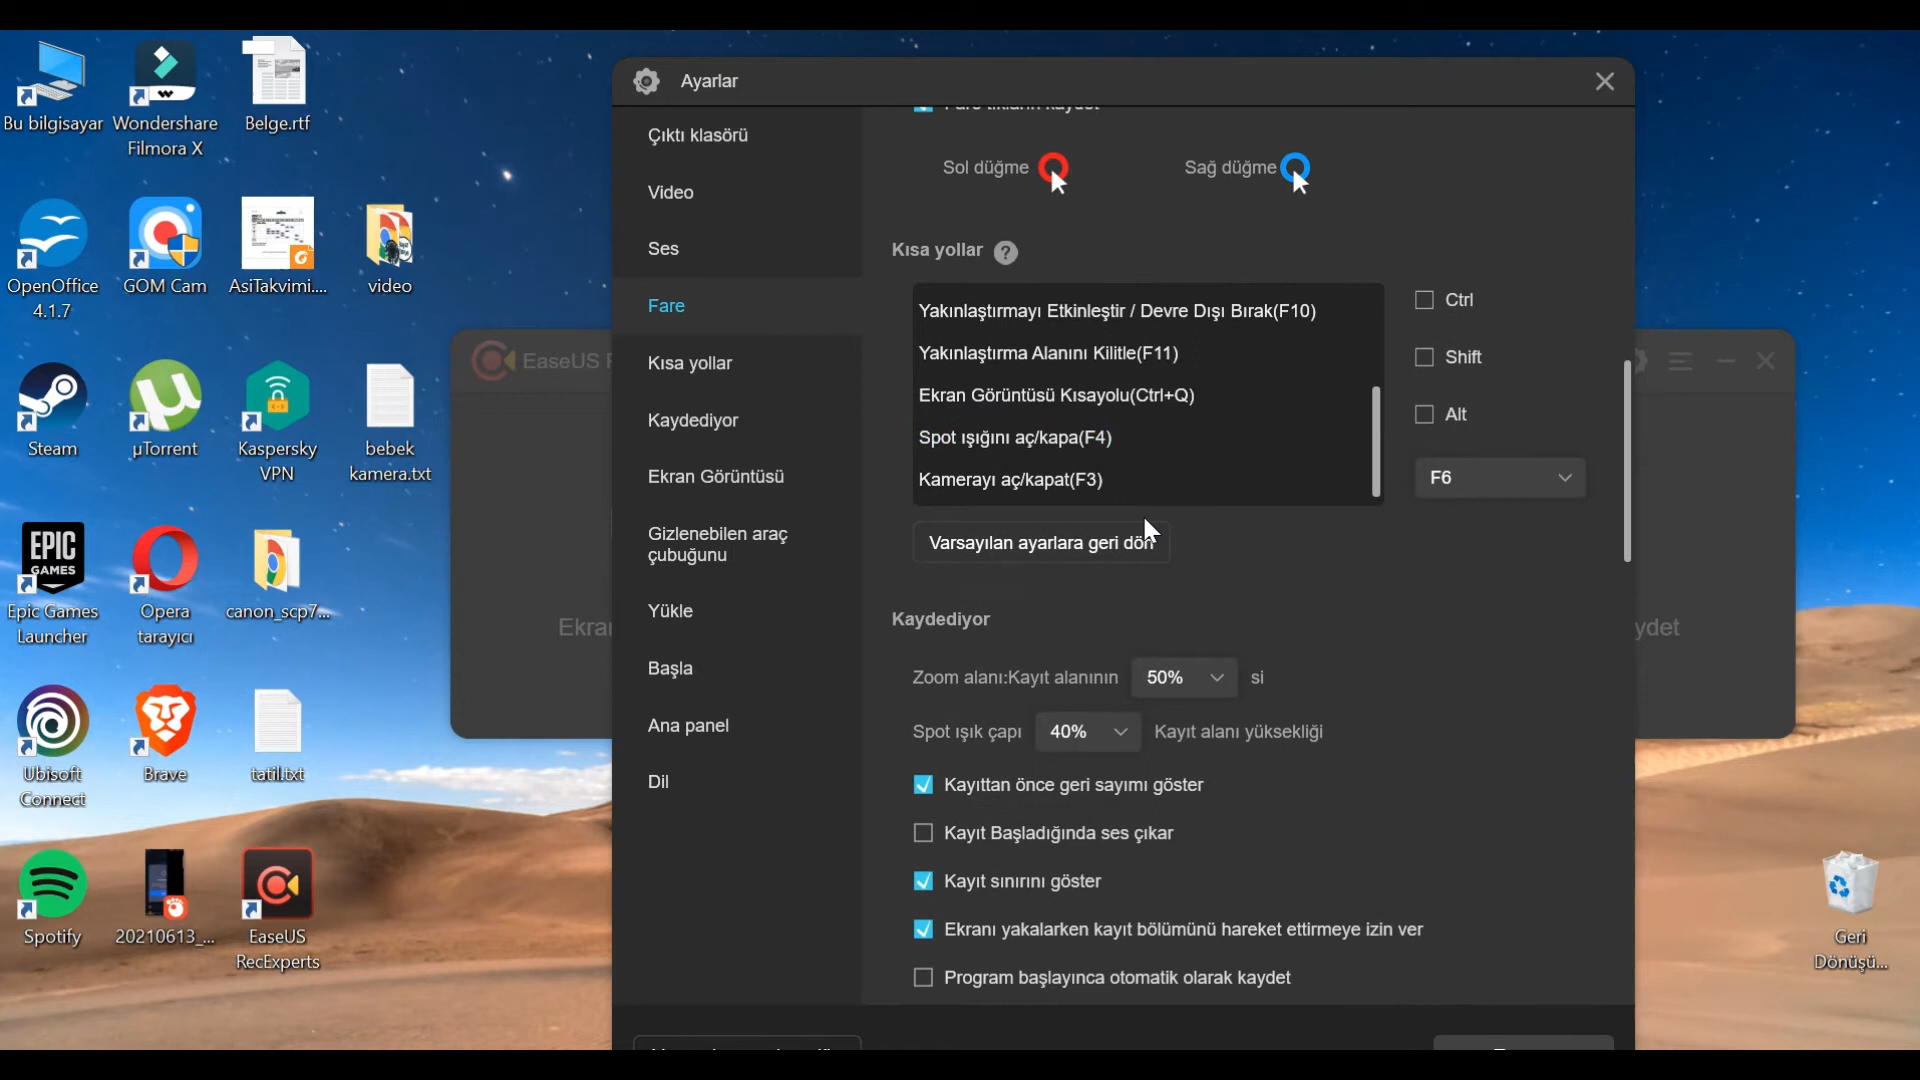 Bu bilgisayar
Wondershare
Filmora X
Belge.rtf
OpenOffice
4.1.7
GOM Cam
AsiTakvimi....
video
Steam
µTorrent
Kaspersky
VPN
bebek
kamera.txt
EPIC
GAMES
Epic Games
Launcher
Opera
tarayıcı
canon_scp7...
Ubisoft
Connect
Brave
tatil.txt
Spotify
20210613_...
EaseUS
RecExperts
Geri
Dönüşü...
EaseUS
Ekra
ydet
Ayarlar
Çıktı klasörü
Video
Ses
Fare
Kısa yollar
Kaydediyor
Ekran Görüntüsü
Gizlenebilen araç
çubuğunu
Yükle
Başla
Ana panel
Dil
Fare tıkların kaydet
Sol düğme
Sağ düğme
Kısa yollar ?
Yakınlaştırmayı Etkinleştir / Devre Dışı Bırak(F10)
Yakınlaştırma Alanını Kilitle(F11)
Ekran Görüntüsü Kısayolu(Ctrl+Q)
Spot ışığını aç/kapa(F4)
Kamerayı aç/kapat(F3)
Ctrl
Shift
Alt
F6
Varsayılan ayarlara geri dön
Kaydediyor
Zoom alanı:Kayıt alanının 50% si
Spot ışık çapı 40% Kayıt alanı yüksekliği
Kayıttan önce geri sayımı göster
Kayıt Başladığında ses çıkar
Kayıt sınırını göster
Ekranı yakalarken kayıt bölümünü hareket ettirmeye izin ver
Program başlayınca otomatik olarak kaydet